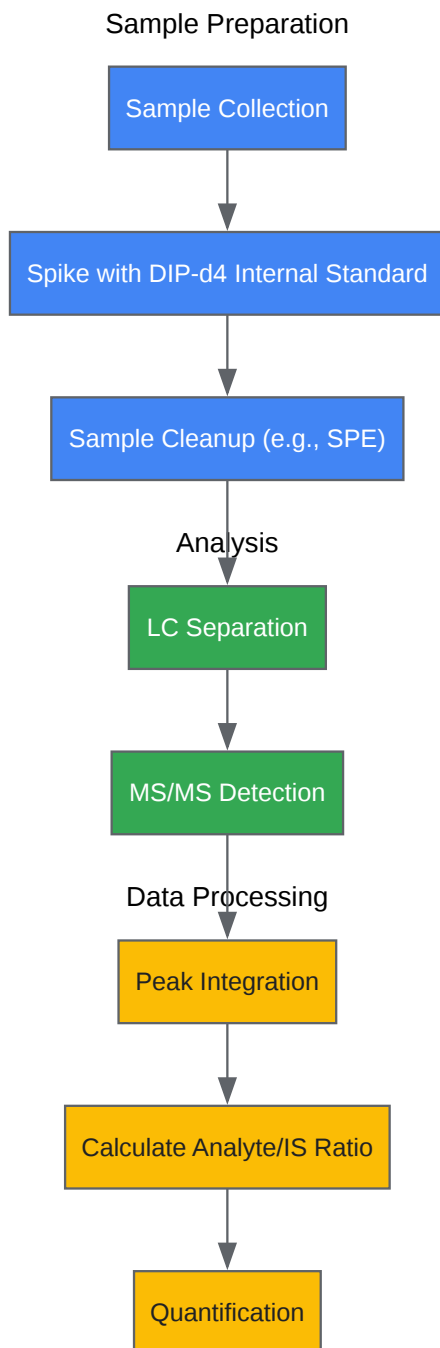 Sample Preparation
Sample Collection
Spike with DIP-d4 Internal Standard
Sample Cleanup (e.g., SPE)
Analysis
LC Separation
MS/MS Detection
Data Processing
Peak Integration
Calculate Analyte/IS Ratio
Quantification